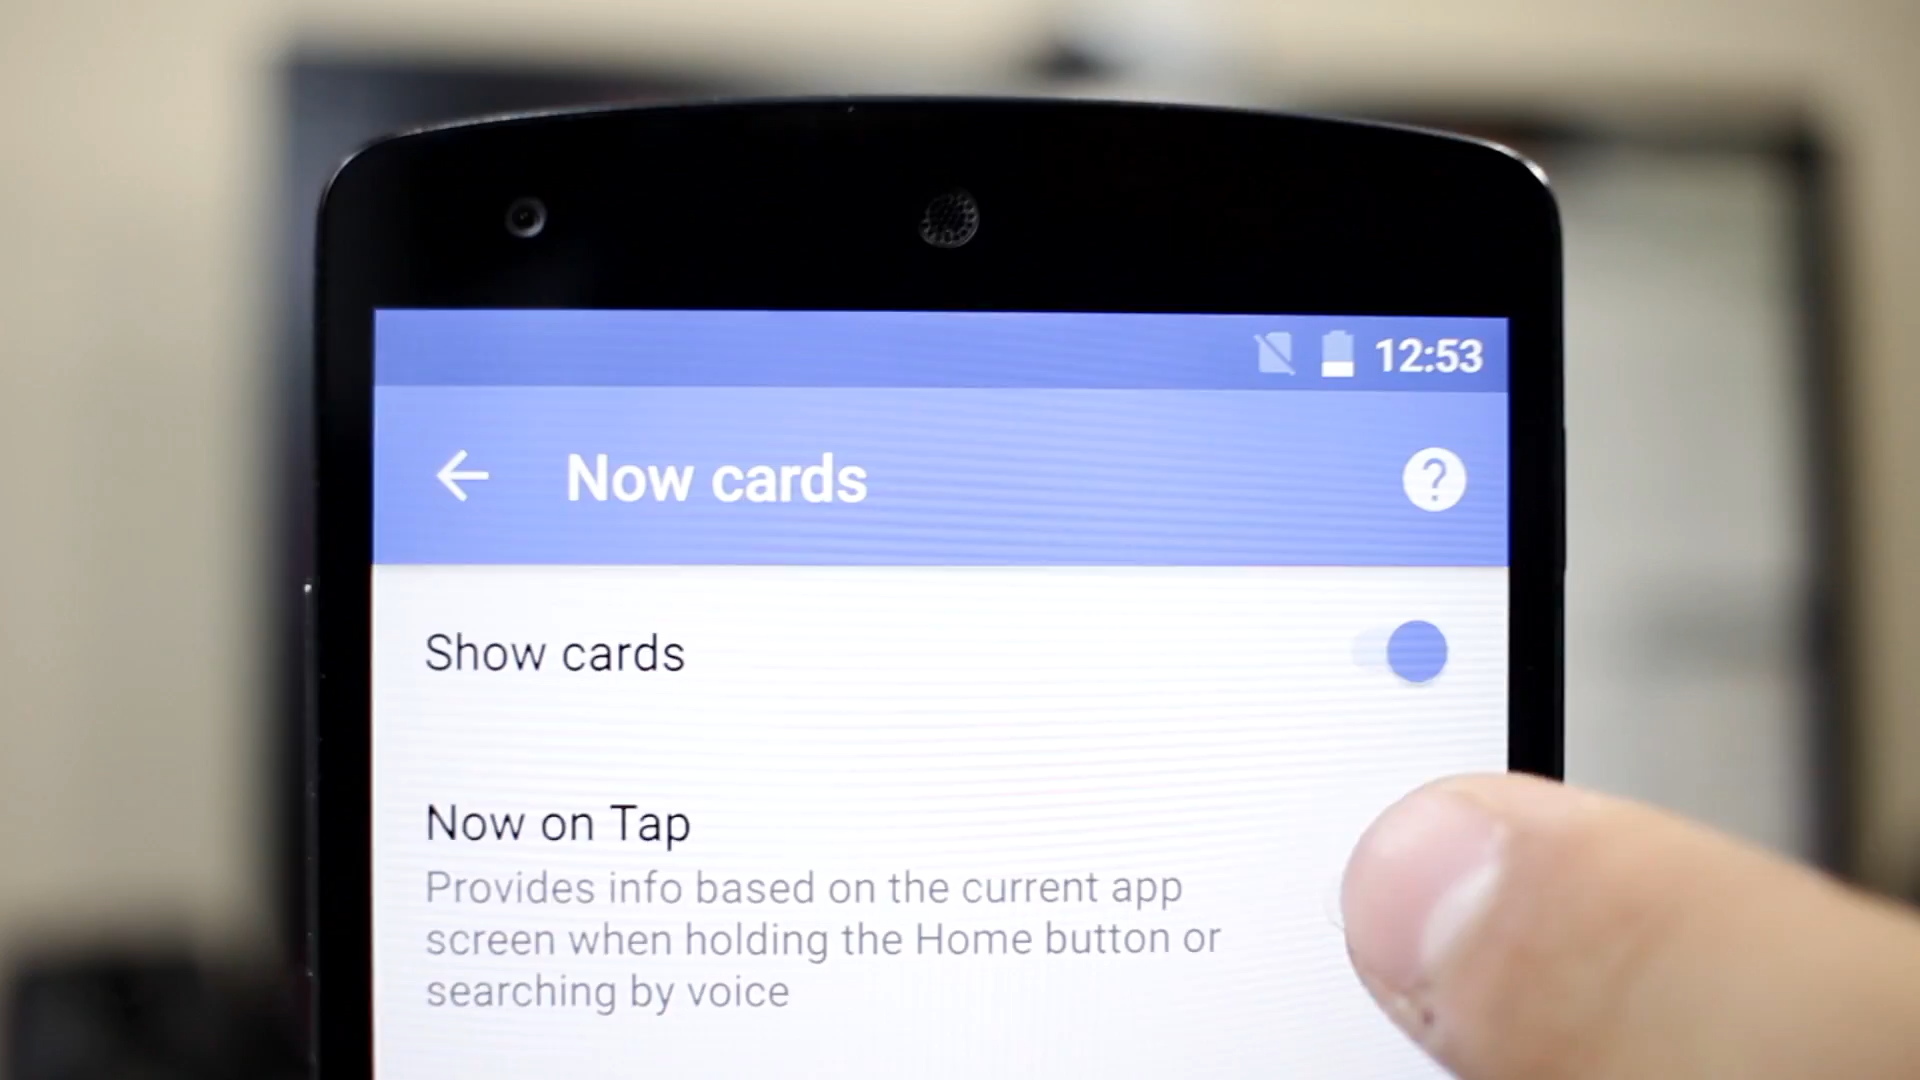 12:53
Now cards
Show cards
Now on Tap
Provides info based on the current app
screen when holding the Home button or
searching by voice